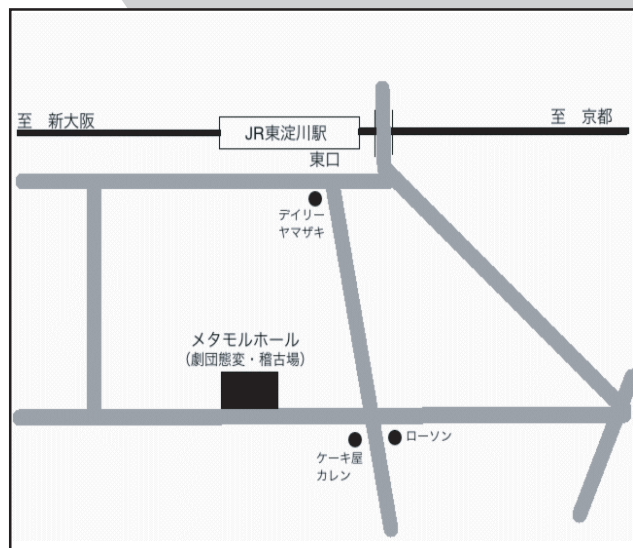 至　新大阪
JR東淀川駅
至　京都
東口
デイリー
ヤマザキ
メタモルホール
（劇団態変・稽古場）
ケーキ屋
カレン
ローソン